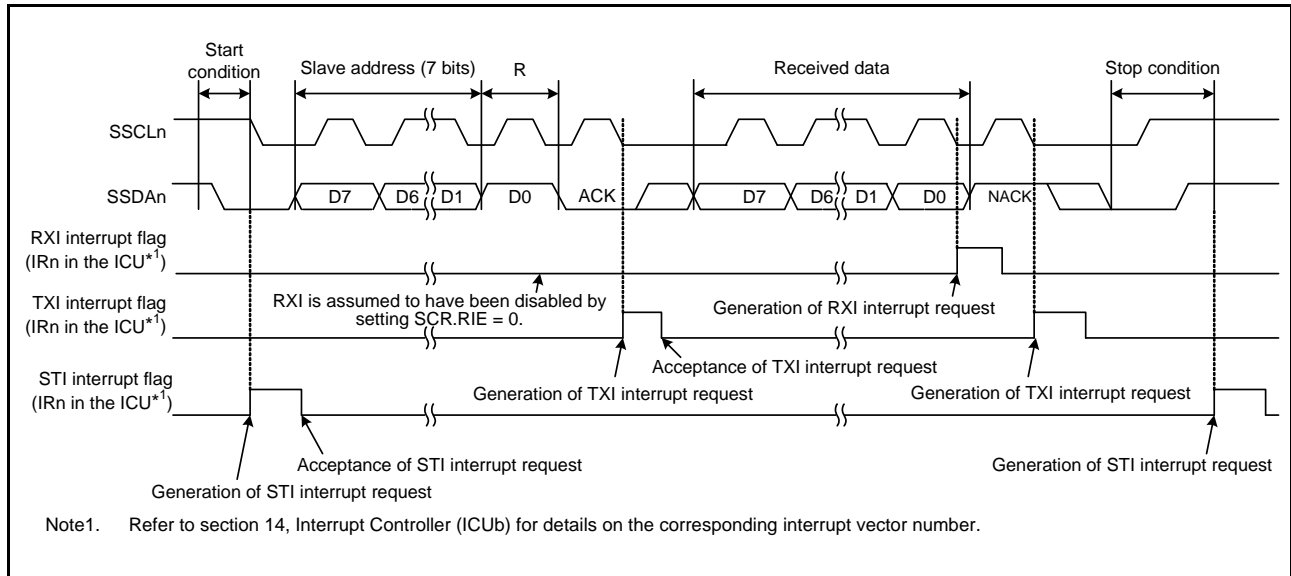 Start
condition
Slave address (7 bits)
R
Received data
Stop condition
SSCLn
SSDAn
D7
D6
D1
D0
ACK
D7
D6
D1
D0
NACK
RXI interrupt flag
(IRn in the ICU*1)
RXI is assumed to have been disabled by
setting SCR.RIE = 0.
Generation of RXI interrupt request
TXI interrupt flag
(IRn in the ICU*1)
Acceptance of TXI interrupt request
Generation of TXI interrupt request
Generation of TXI interrupt request
STI interrupt flag
(IRn in the ICU*1)
Acceptance of STI interrupt request
Generation of STI interrupt request
Generation of STI interrupt request
Note1. Refer to section 14, Interrupt Controller (ICUb) for details on the corresponding interrupt vector number.